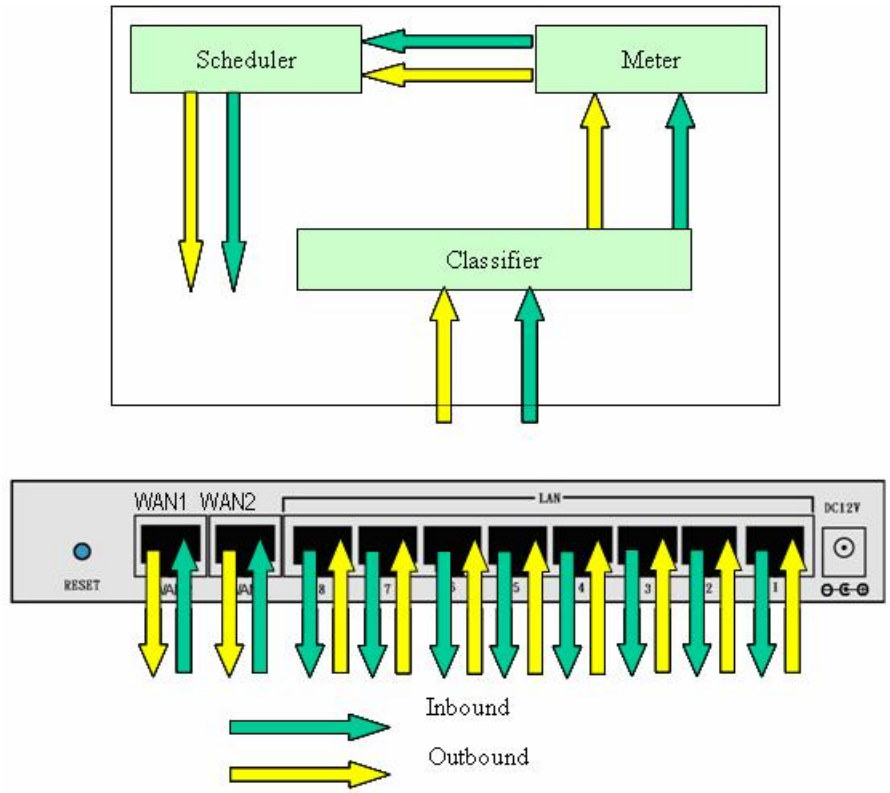 Scheduler
Meter
Classifier
WAN1 WAN2
LAN
DC12V
RESET
8 7 6 5 4 3 2 1
Inbound
Outbound